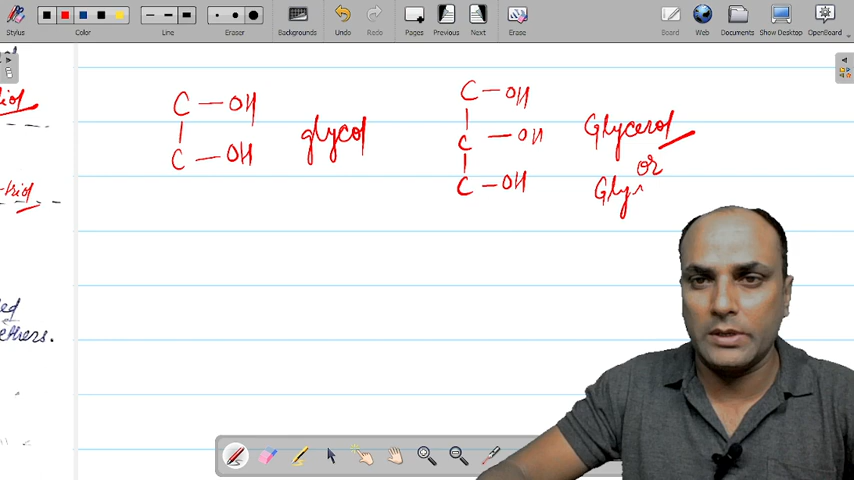 Stylus
Color
Line
Eraser
Backgrounds
Undo
Redo
Pages
Previous
Next
Erase
Board
Web
Documents
Show Desktop
OpenBoard
C — OH
C — OH
glycol
C — OH
C — OH
C — OH
Glycerol
or
Gly
ethers.